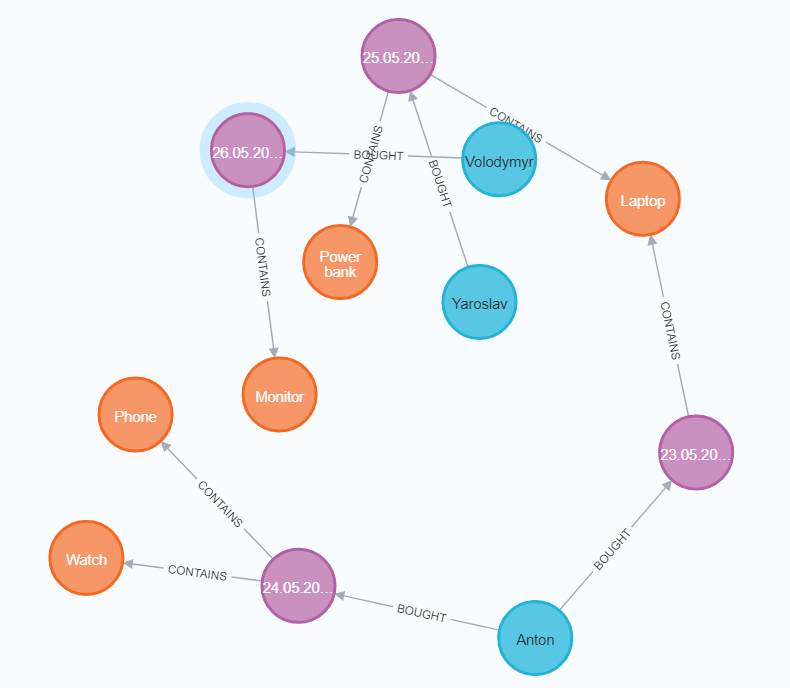 25.05.20...
CONTAINS
CONTAINS
26.05.20...
BOUGHT
Volodymyr
BOUGHT
Laptop
CONTAINS
Power
bank
Yaroslav
CONTAINS
Monitor
Phone
23.05.20...
CONTAINS
BOUGHT
Watch
CONTAINS
24.05.20...
BOUGHT
Anton